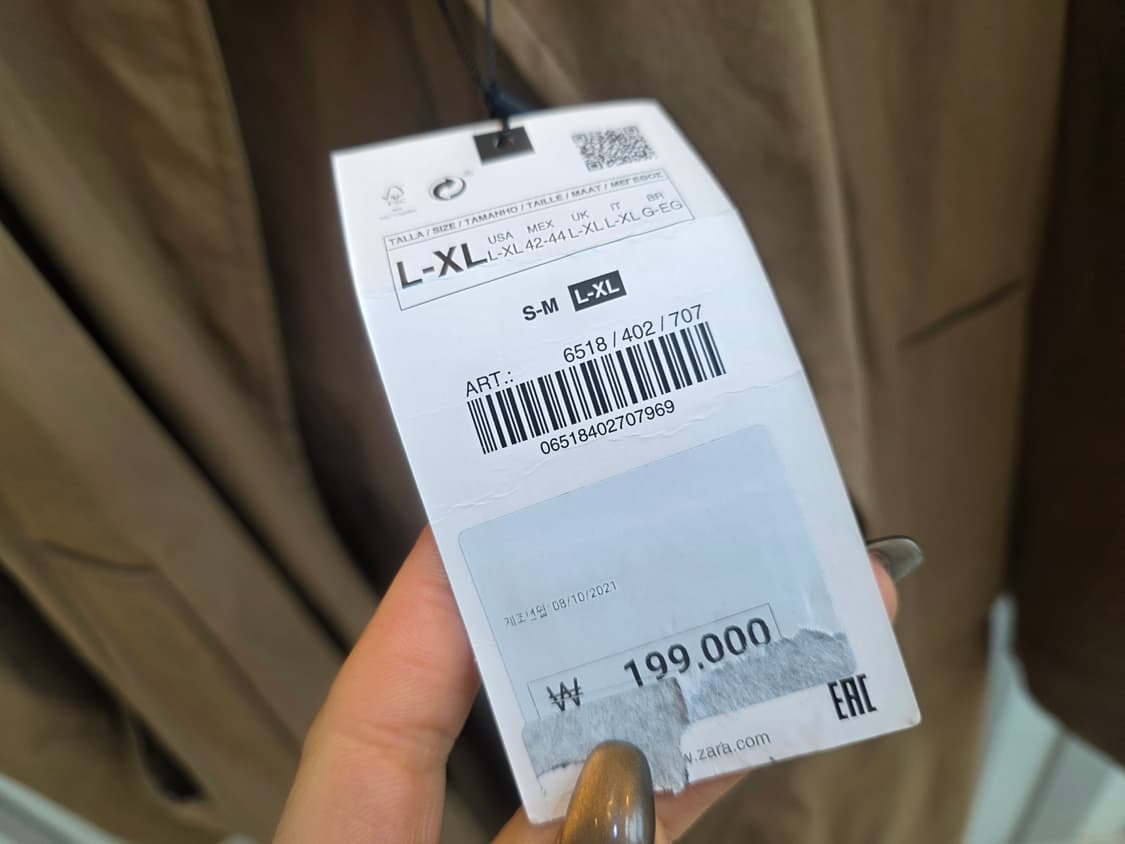 TALLA / SIZE / TAMANHO / TAILLE / MAAT / ΜΕΓΕΘΟΣ
L-XL
USA MEX UK IT BR
L-XL 42-44 L-XL L-XL G-EG
S-M L-XL
ART.: 6518 / 402 / 707
06518402707969
제조년월 08/10/2021
₩ 199.000
w.zara.com
EAC